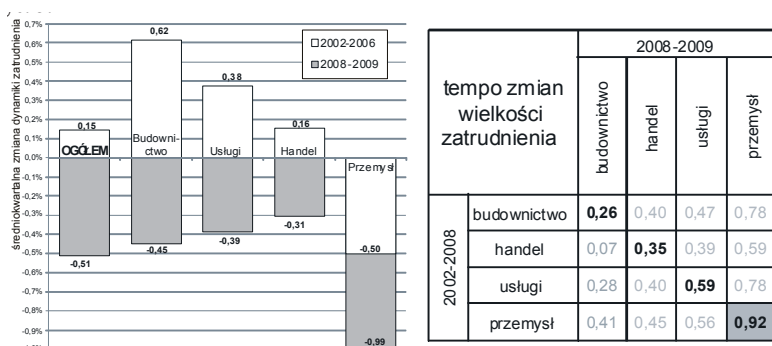 średniokwartalna zmiana dynamiki zatrudnienia
0,7%
0,6%
0,5%
0,4%
0,3%
0,2%
0,1%
0,0%
-0,1%
-0,2%
-0,3%
-0,4%
-0,5%
-0,6%
-0,7%
-0,8%
-0,9%
2002-2006
2008-2009
0,15
0,62
0,38
0,16
OGÓŁEM
Budowni-
ctwo
Usługi
Handel
Przemysł
-0,51
-0,45
-0,39
-0,31
-0,50
-0,99
tempo zmian
wielkości
zatrudnienia
2008-2009
budownictwo
handel
usługi
przemysł
2002-2008
budownictwo 0,26 0,40 0,47 0,78
handel 0,07 0,35 0,39 0,59
usługi 0,28 0,40 0,59 0,78
przemysł 0,41 0,45 0,56 0,92